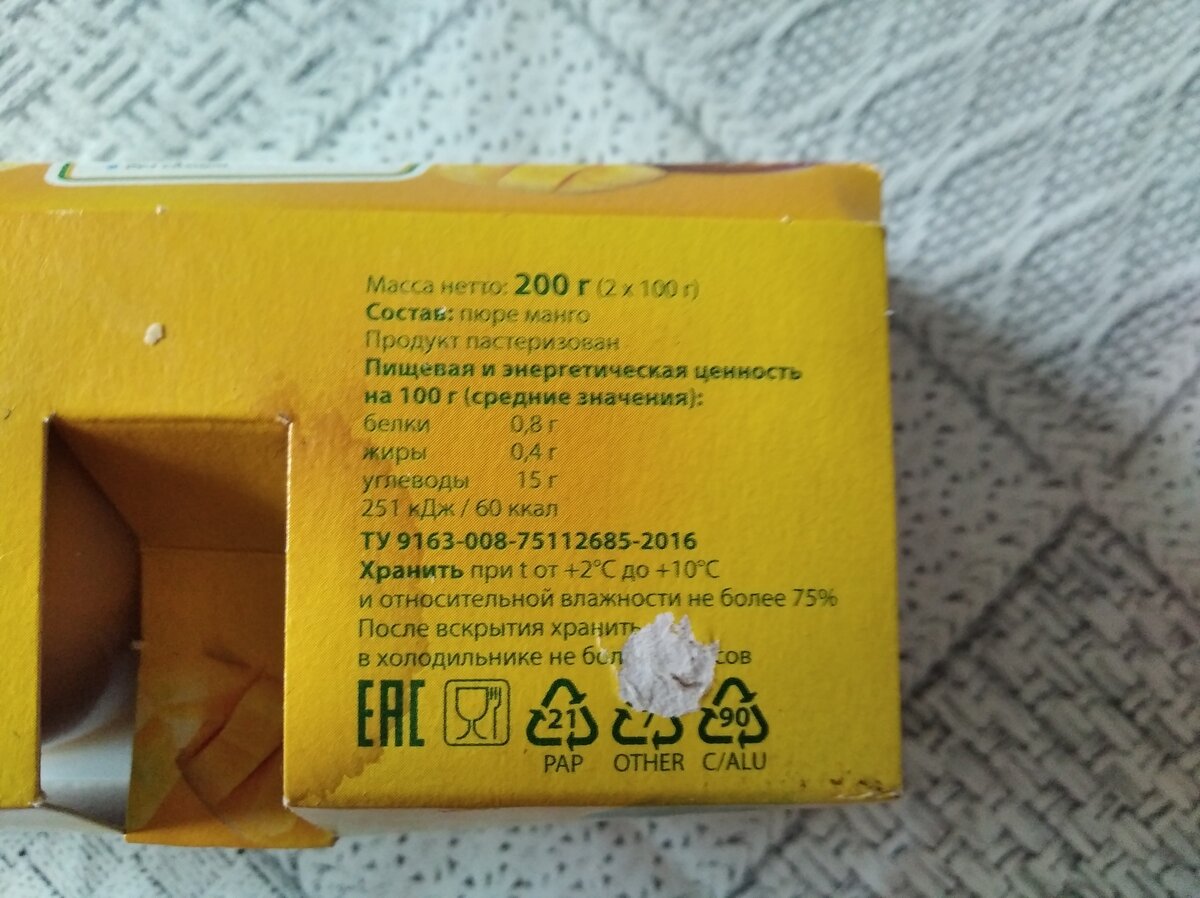 Масса нетто: 200 г (2 х 100 г)
Состав: пюре манго
Продукт пастеризован
Пищевая и энергетическая ценность
на 100 г (средние значения):
белки 0,8 г
жиры 0,4 г
углеводы 15 г
251 кДж / 60 ккал
ТУ 9163-008-75112685-2016
Хранить при t от +2°С до +10°С
и относительной влажности не более 75%
После вскрытия хранить
в холодильнике не
EAC
21 7 90
PAP OTHER C/ALU